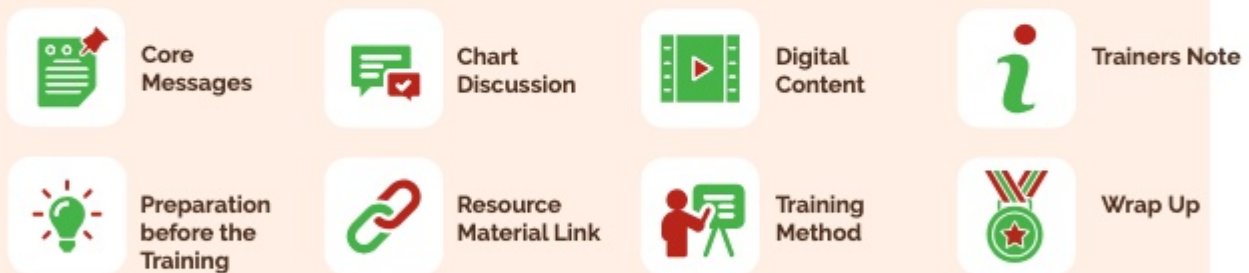 Core
Messages
Chart
Discussion
Digital
Content
Trainers Note
Preparation
before the
Training
Resource
Material Link
Training
Method
Wrap Up